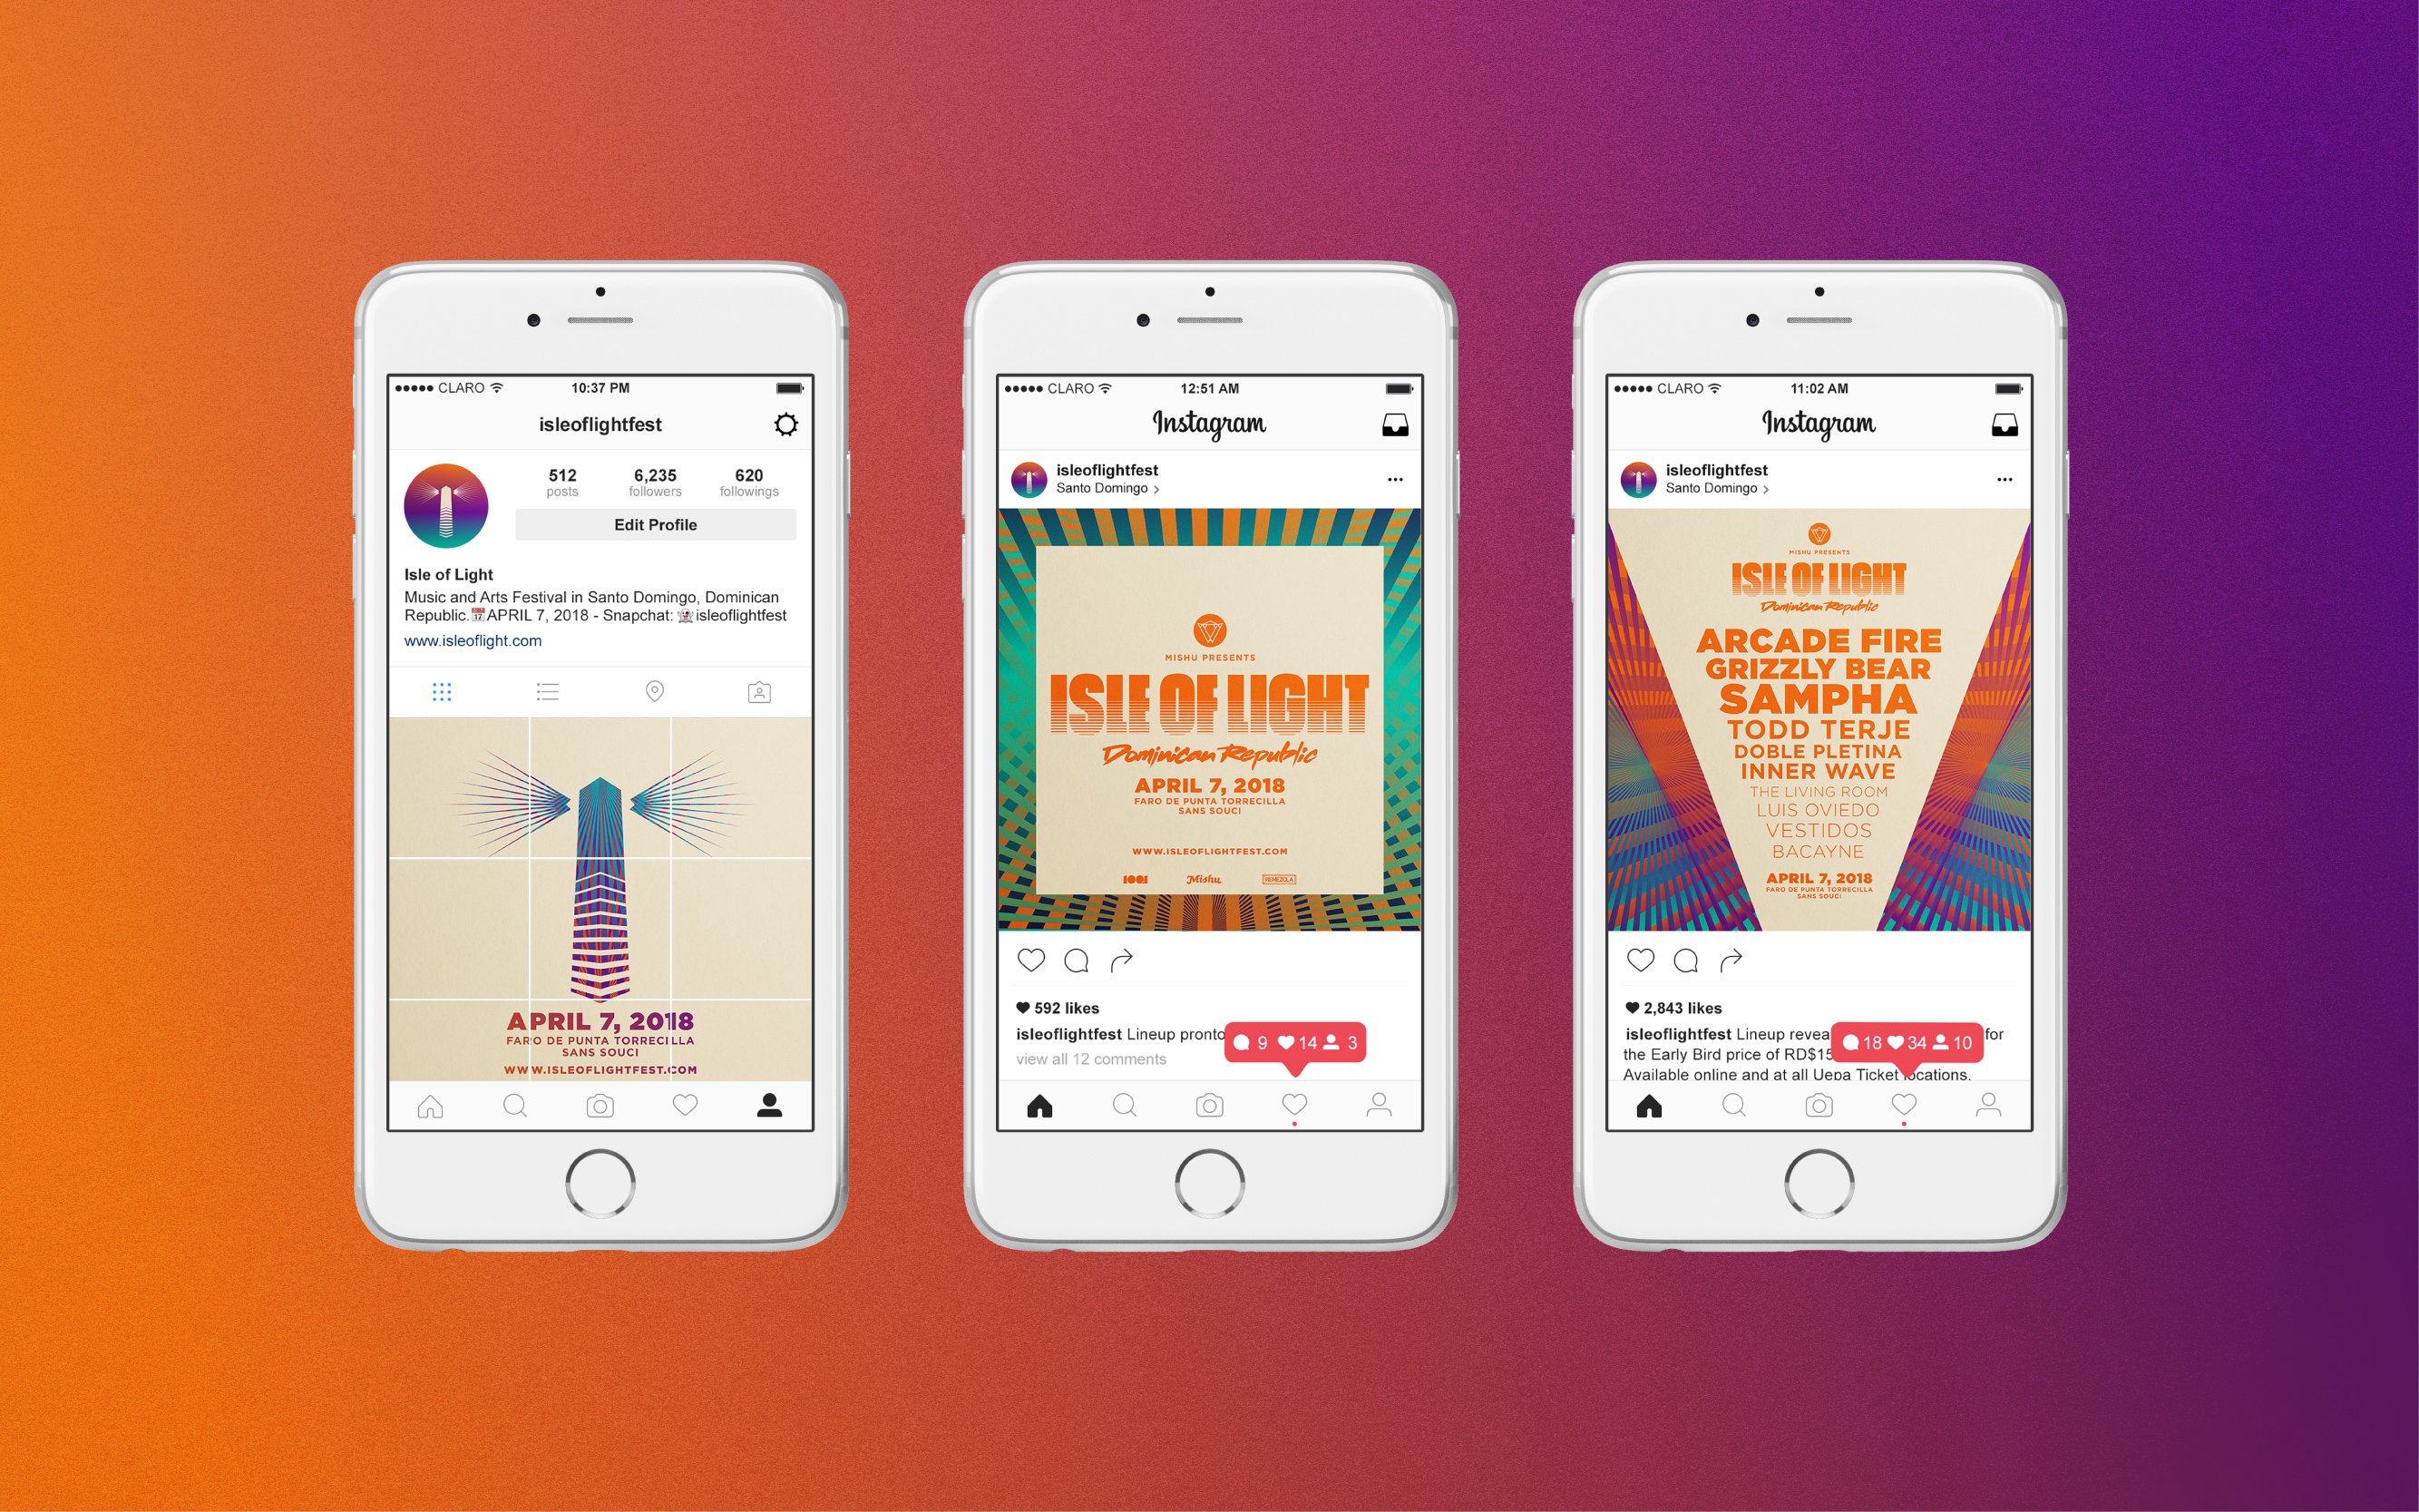 CLARO 10:37 PM
isleoflightfest
512 6,235 620
posts followers followings
Edit Profile
Isle of Light
Music and Arts Festival in Santo Domingo, Dominican
Republic. 📅APRIL 7, 2018 - Snapchat: 👻isleoflightfest
www.isleoflight.com
APRIL 7, 2018
FARO DE PUNTA TORRECILLA
SANS SOUCI
WWW.ISLEOFLIGHTFEST.COM
CLARO 12:51 AM
Instagram
isleoflightfest
Santo Domingo >
MISHU PRESENTS
ISLE OF LIGHT
Dominican Republic
APRIL 7, 2018
FARO DE PUNTA TORRECILLA
SANS SOUCI
WWW.ISLEOFLIGHTFEST.COM
1001 Mishu REMEZCLA
592 likes
isleoflightfest Lineup pronto
9 14 3
view all 12 comments
CLARO 11:02 AM
Instagram
isleoflightfest
Santo Domingo >
MISHU PRESENTS
ISLE OF LIGHT
Dominican Republic
ARCADE FIRE
GRIZZLY BEAR
SAMPHA
TODD TERJE
DOBLE PLETINA
INNER WAVE
THE LIVING ROOM
LUIS OVIEDO
VESTIDOS
BACAYNE
APRIL 7, 2018
FARO DE PUNTA TORRECILLA
SANS SOUCI
2,843 likes
isleoflightfest Lineup revea for
the Early Bird price of RD$15
18 34 10
Available online and at all Uepa Ticket locations.